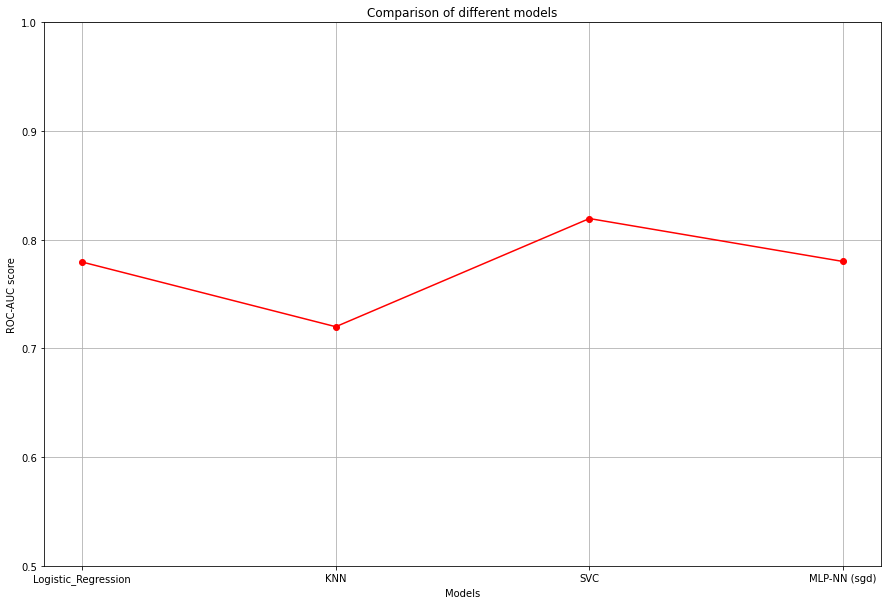 Comparison of different models
1.0
0.9
0.8
0.7
0.6
0.5
ROC-AUC score
Logistic_Regression KNN SVC MLP-NN (sgd)
Models